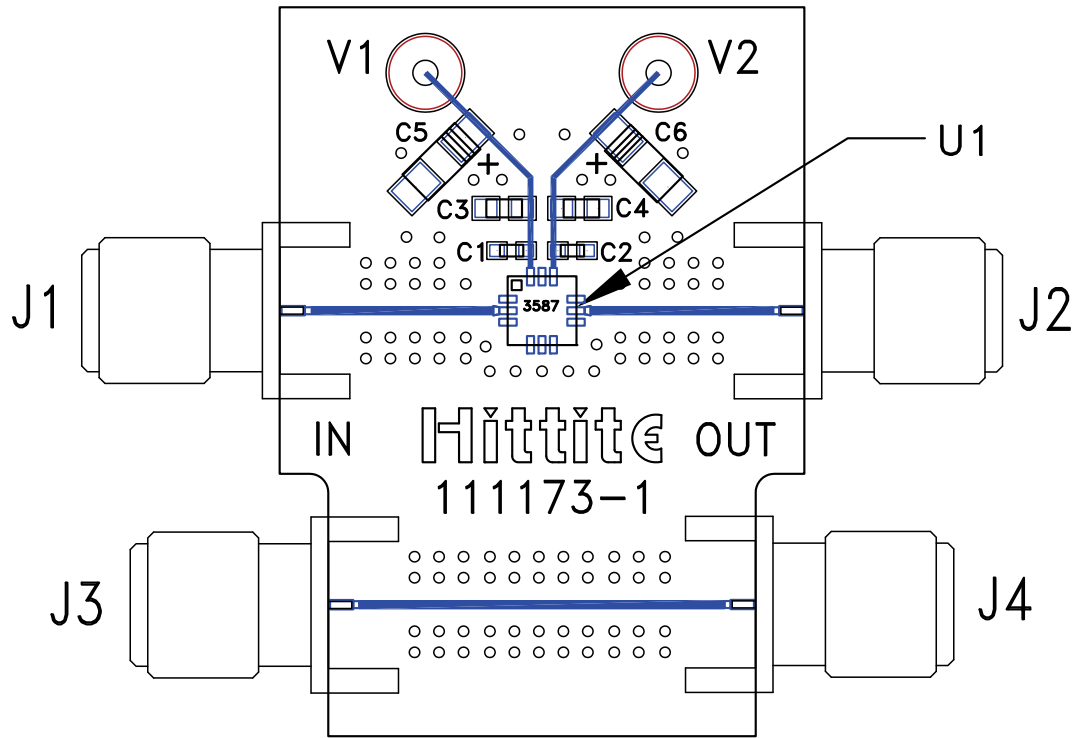 V1 V2
C5 C6 U1
+ +
C3 C4
C1 C2
3587
J1 J2
Hittite
IN OUT
111173-1
J3 J4